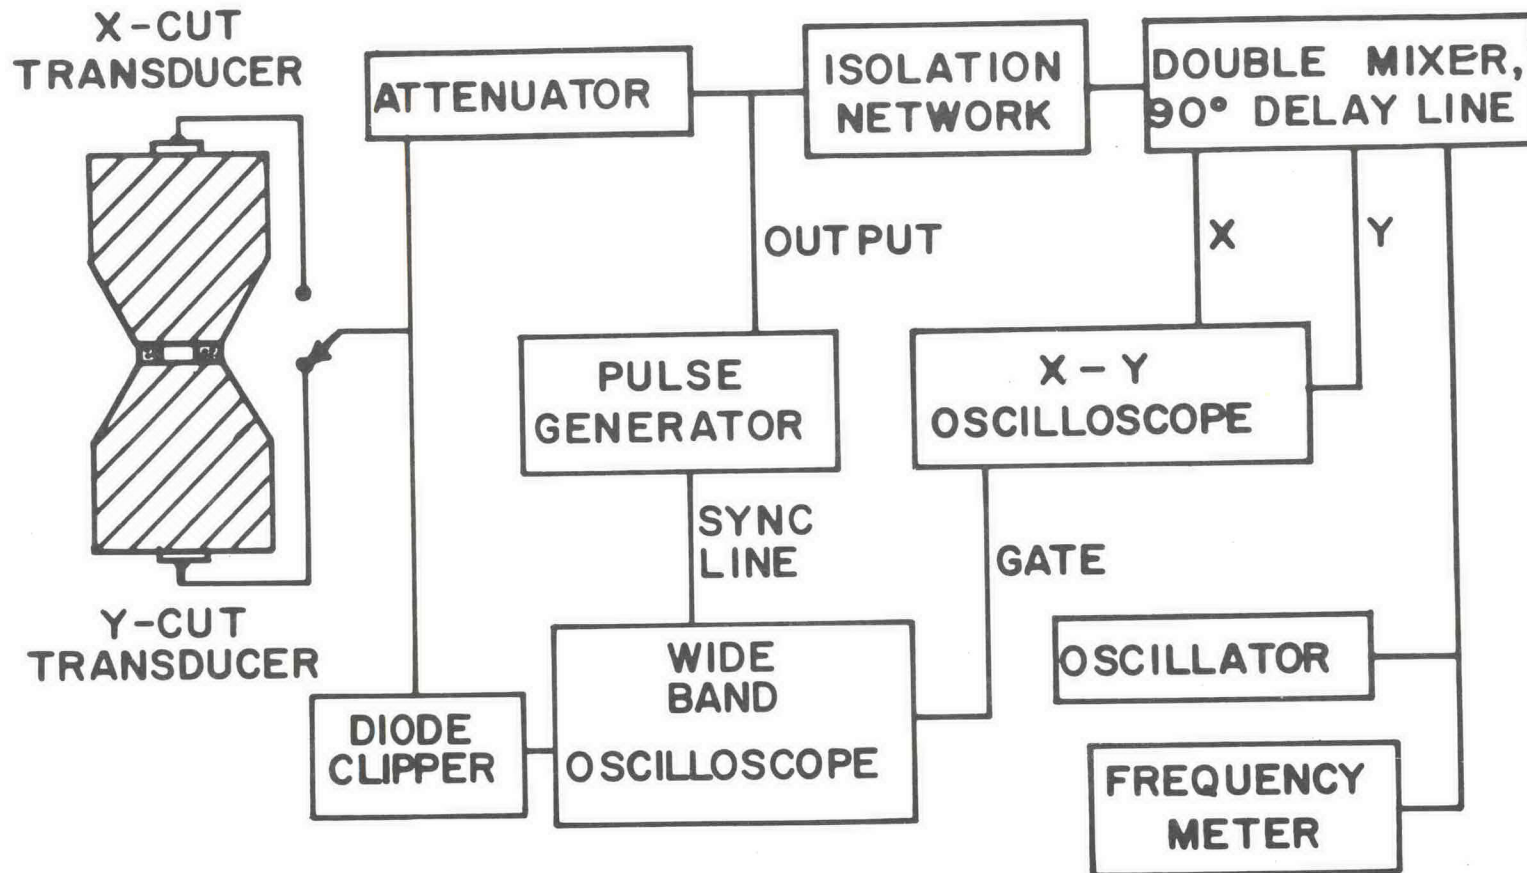 X-CUT
TRANSDUCER
ATTENUATOR
ISOLATION
NETWORK
DOUBLE MIXER,
90° DELAY LINE
OUTPUT
X
Y
PULSE
GENERATOR
X-Y
OSCILLOSCOPE
SYNC
LINE
GATE
Y-CUT
TRANSDUCER
WIDE
BAND
OSCILLOSCOPE
OSCILLATOR
DIODE
CLIPPER
FREQUENCY
METER